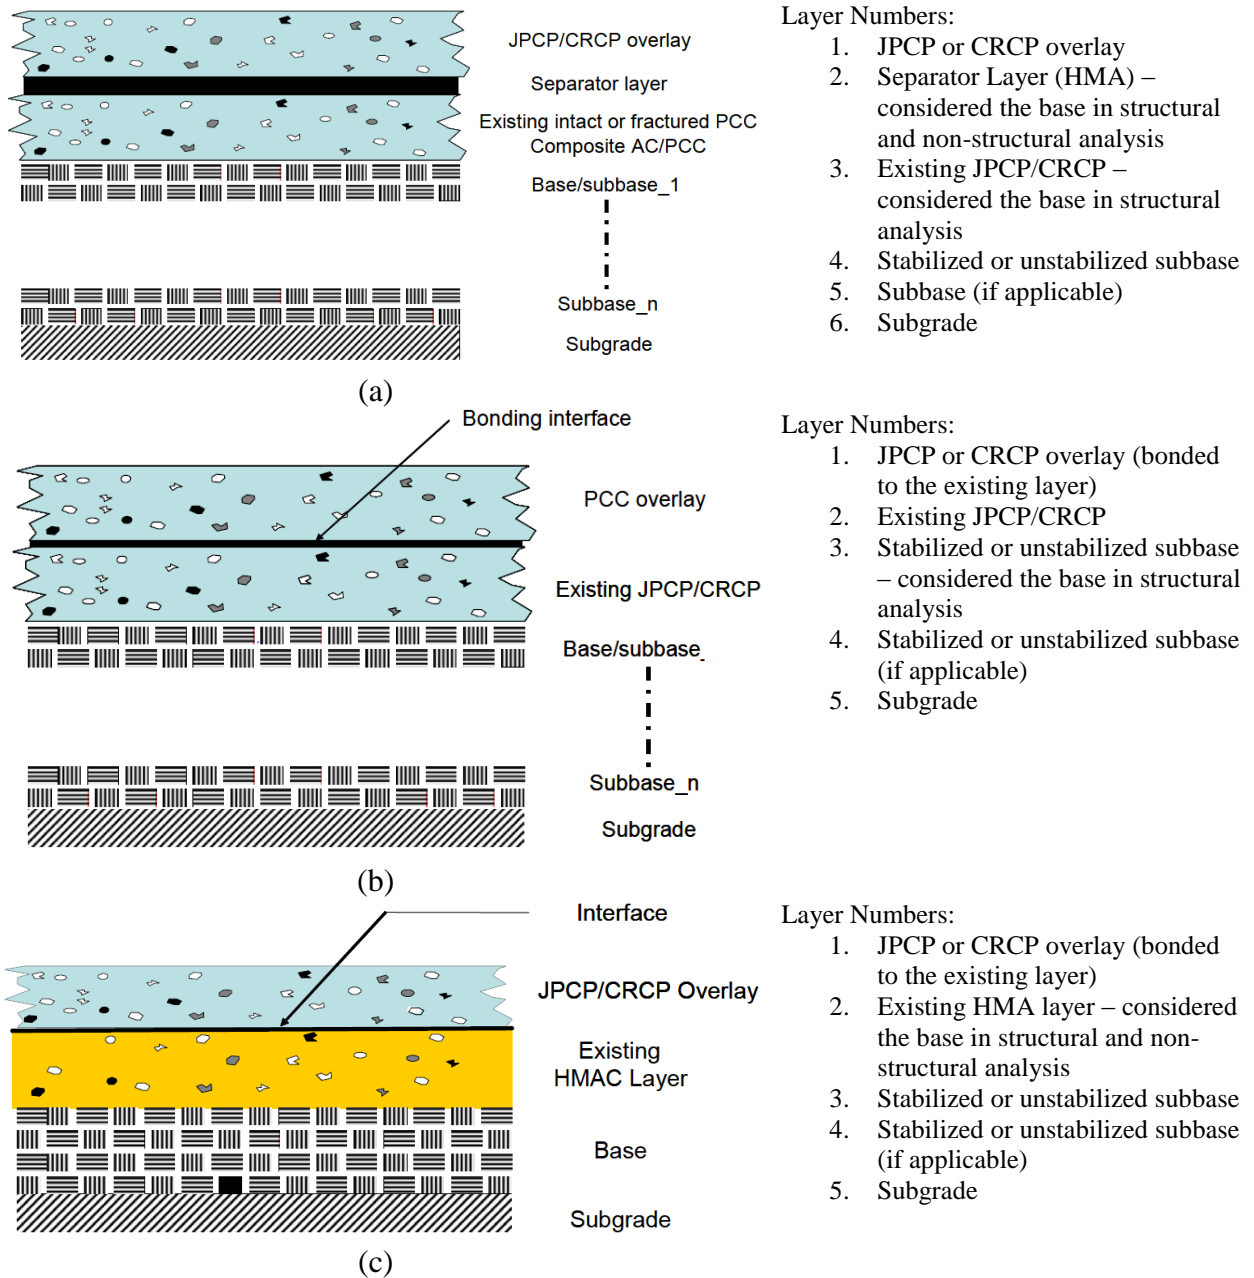 JPCP/CRCP overlay
Separator layer
Existing intact or fractured PCC
Composite AC/PCC
Base/subbase_1
Subbase_n
Subgrade
(a)
Layer Numbers:
1. JPCP or CRCP overlay
2. Separator Layer (HMA) –
considered the base in structural
and non-structural analysis
3. Existing JPCP/CRCP –
considered the base in structural
analysis
4. Stabilized or unstabilized subbase
5. Subbase (if applicable)
6. Subgrade
Bonding interface
PCC overlay
Existing JPCP/CRCP
Base/subbase_
Subbase_n
Subgrade
(b)
Layer Numbers:
1. JPCP or CRCP overlay (bonded
to the existing layer)
2. Existing JPCP/CRCP
3. Stabilized or unstabilized subbase
– considered the base in structural
analysis
4. Stabilized or unstabilized subbase
(if applicable)
5. Subgrade
Interface
JPCP/CRCP Overlay
Existing
HMAC Layer
Base
Subgrade
(c)
Layer Numbers:
1. JPCP or CRCP overlay (bonded
to the existing layer)
2. Existing HMA layer – considered
the base in structural and non-
structural analysis
3. Stabilized or unstabilized subbase
4. Stabilized or unstabilized subbase
(if applicable)
5. Subgrade